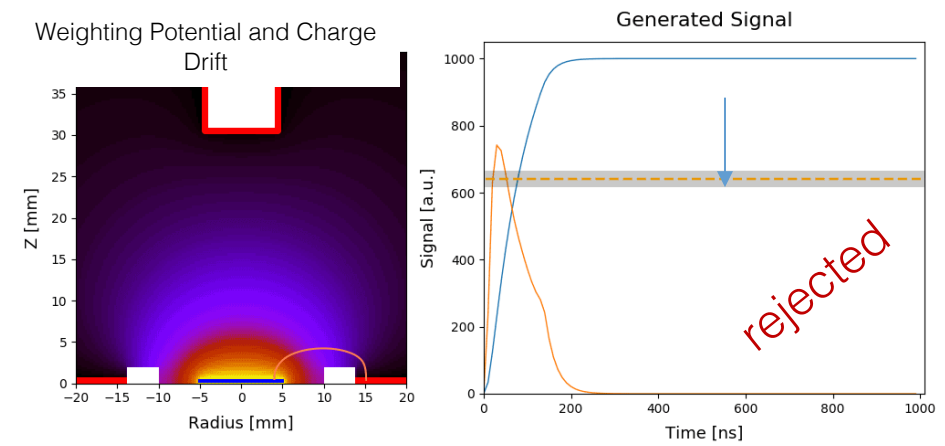 Weighting Potential and Charge
Drift
Z [mm]
35
30
25
20
15
10
5
0
−20 −15 −10 −5 0 5 10 15 20
Radius [mm]
Generated Signal
Signal [a.u.]
1000
800
600
400
200
0
rejected
0 200 400 600 800 1000
Time [ns]